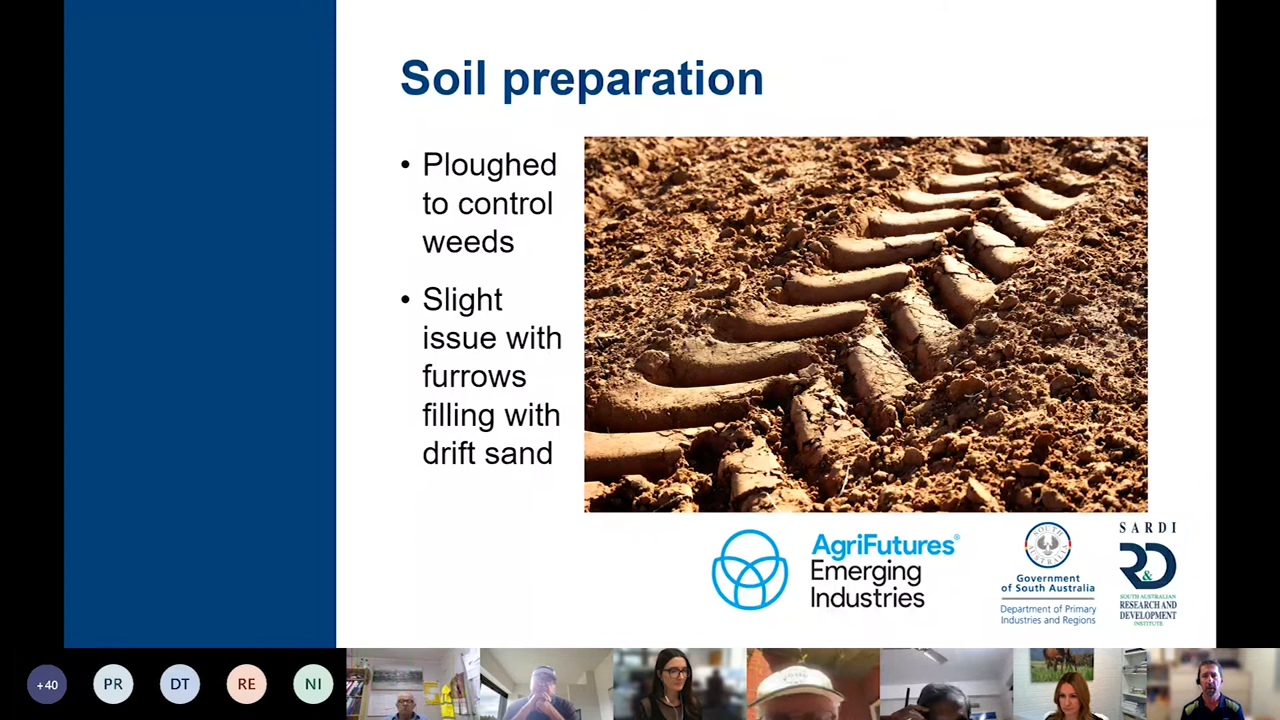 Soil preparation
• Ploughed
to control
weeds
• Slight
issue with
furrows
filling with
drift sand
AgriFutures®
Emerging
Industries
SOUTH
AUSTRALIA
Government
of South Australia
Department of Primary
Industries and Regions
SARDI
R&D
SOUTH AUSTRALIAN
RESEARCH AND
DEVELOPMENT
INSTITUTE
+40
PR
DT
RE
NI